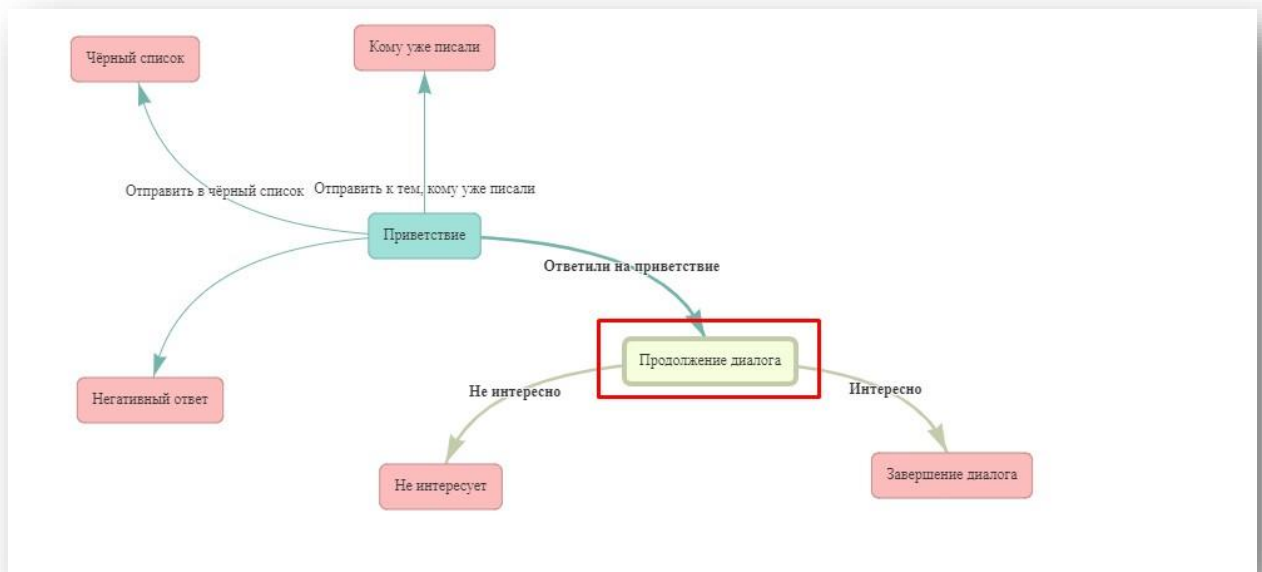 Кому уже писали
Чёрный список
Отправить в чёрный список
Отправить к тем, кому уже писали
Приветствие
Ответили на приветствие
Продолжение диалога
Не интересно
Интересно
Негативный ответ
Не интересует
Завершение диалога